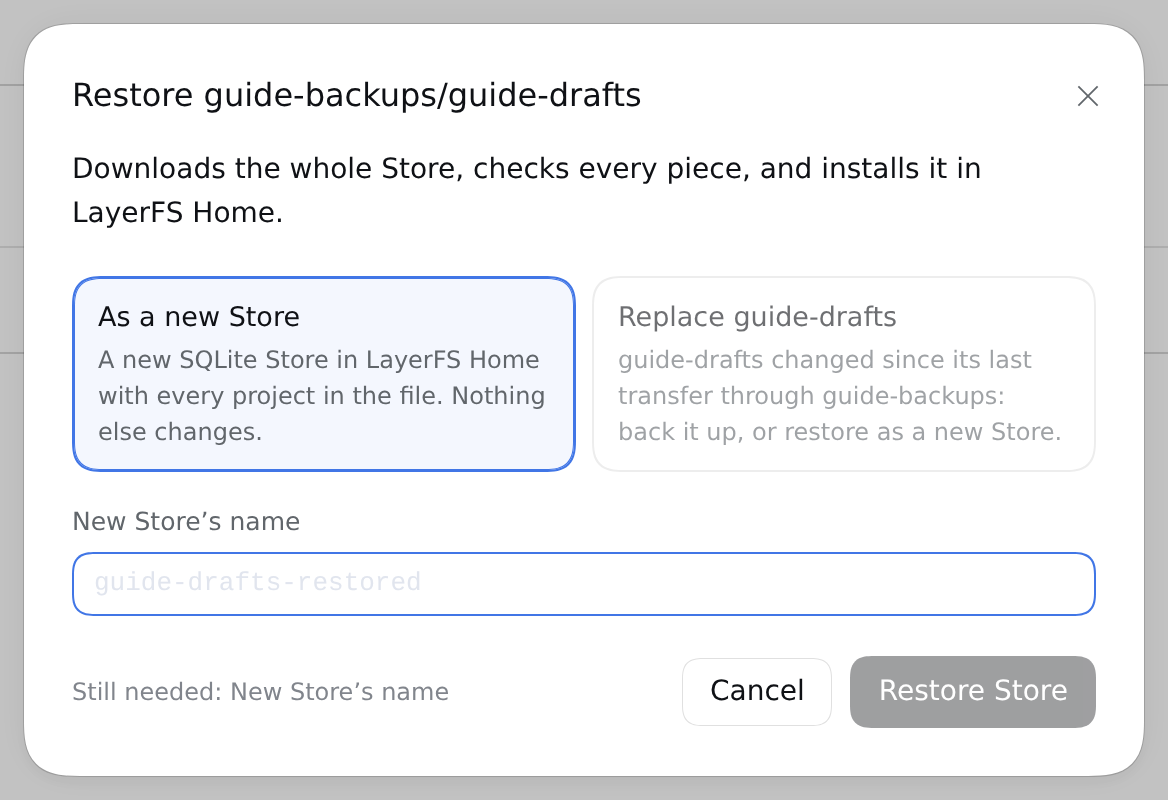 Restore guide-backups/guide-drafts
Downloads the whole Store, checks every piece, and installs it in
LayerFS Home.
As a new Store
A new SQLite Store in LayerFS Home
with every project in the file. Nothing
else changes.
Replace guide-drafts
guide-drafts changed since its last
transfer through guide-backups:
back it up, or restore as a new Store.
New Store’s name
guide-drafts-restored
Still needed: New Store’s name
Cancel
Restore Store